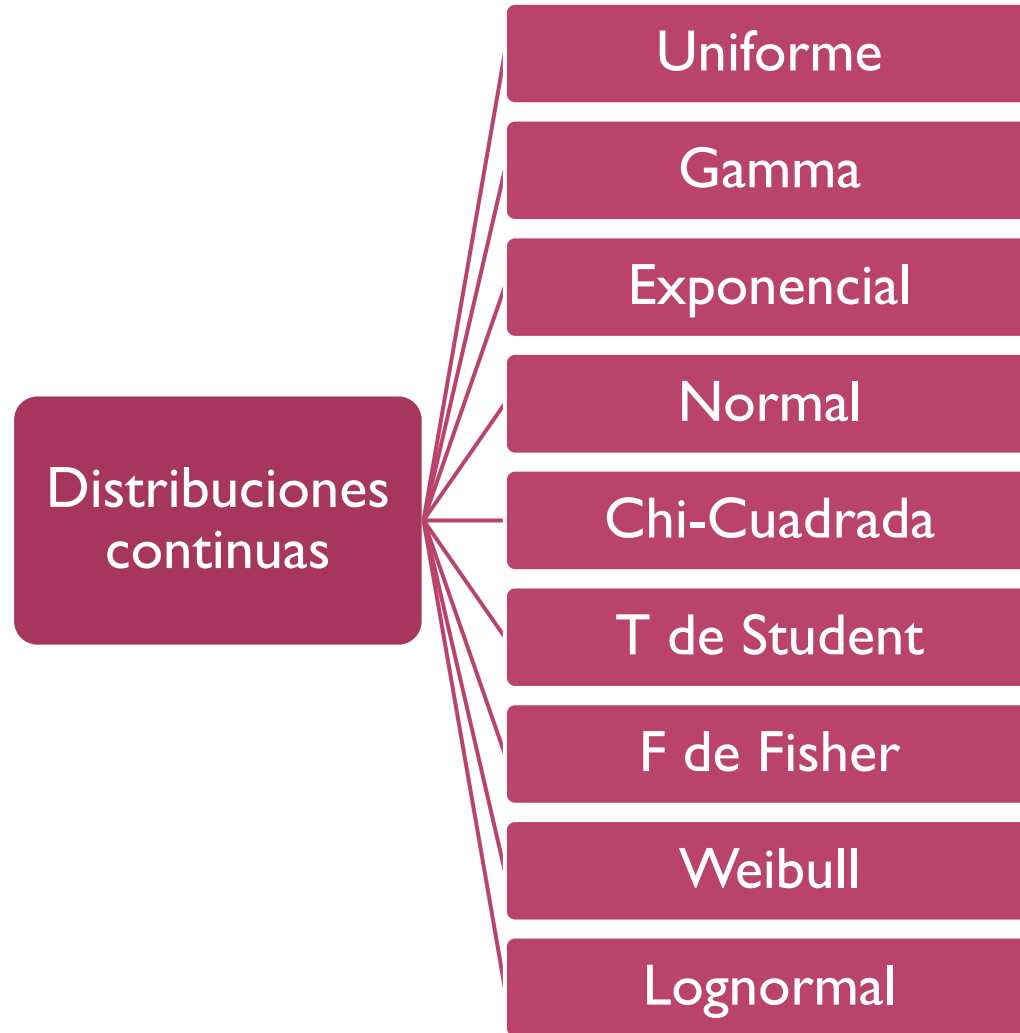 Uniforme
Gamma
Exponencial
Normal
Distribuciones
continuas
Chi-Cuadrada
T de Student
F de Fisher
Weibull
Lognormal